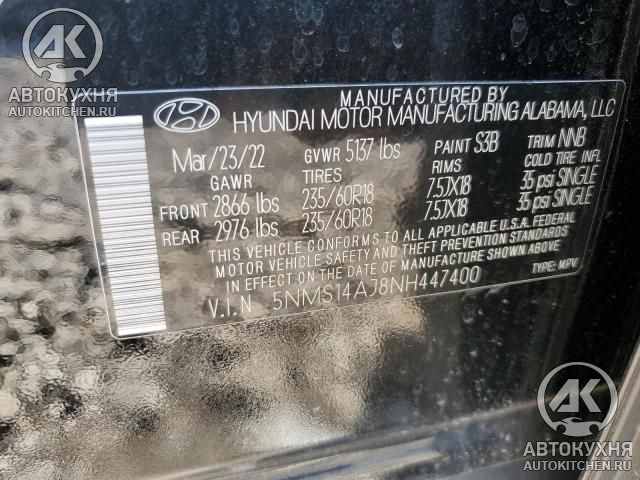 АК
АВТОКУХНЯ
AUTOKITCHEN.RU
MANUFACTURED BY
HYUNDAI MOTOR MANUFACTURING ALABAMA, LLC
Mar/23/22 GVWR 5137 lbs PAINT S3B TRIM NNB
GAWR TIRES RIMS COLD TIRE INFL
FRONT 2866 lbs 235/60R18 7.5JX18 35 psi SINGLE
REAR 2976 lbs 235/60R18 7.5JX18 35 psi SINGLE
THIS VEHICLE CONFORMS TO ALL APPLICABLE U.S.A. FEDERAL
MOTOR VEHICLE SAFETY AND THEFT PREVENTION STANDARDS
IN EFFECT ON THE DATE OF MANUFACTURE SHOWN ABOVE
V.I.N 5NMS14AJ8NH447400 TYPE: MPV
АК
АВТОКУХНЯ
AUTOKITCHEN.RU